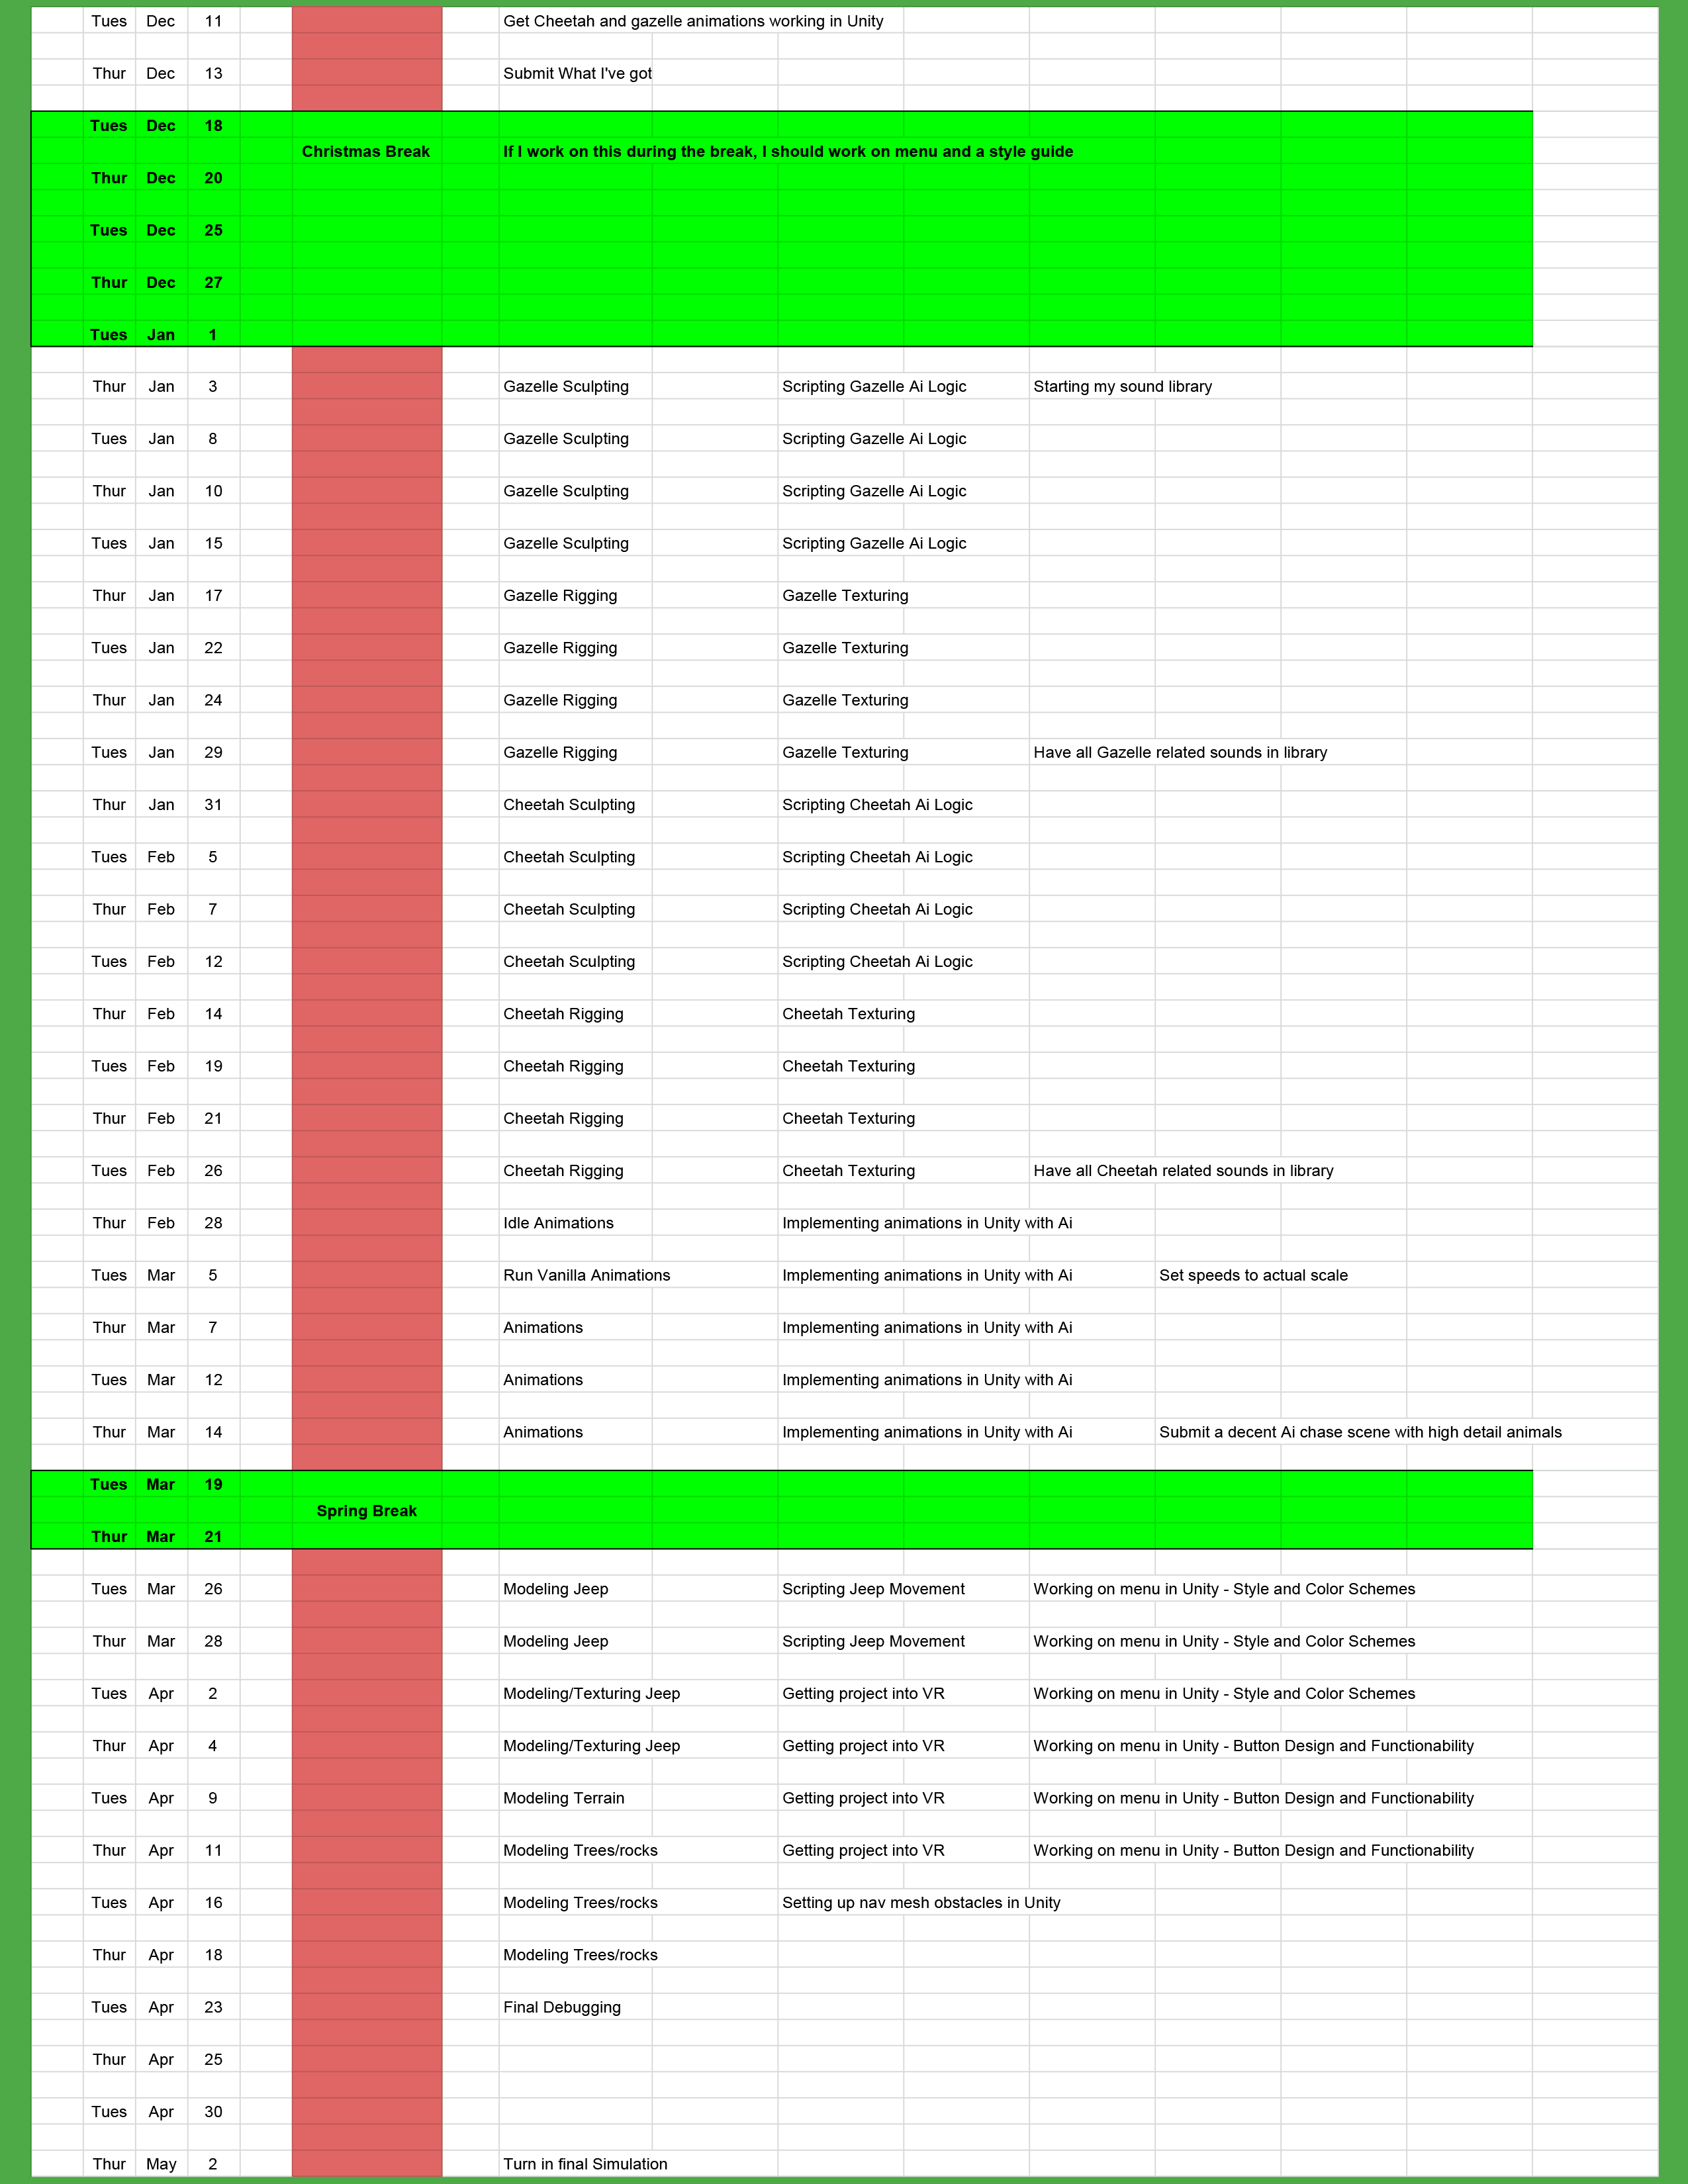 Tues Dec 11 Get Cheetah and gazelle animations working in Unity
Thur Dec 13 Submit What I've got
Tues Dec 18
Christmas Break If I work on this during the break, I should work on menu and a style guide
Thur Dec 20
Tues Dec 25
Thur Dec 27
Tues Jan 1
Thur Jan 3 Gazelle Sculpting Scripting Gazelle Ai Logic Starting my sound library
Tues Jan 8 Gazelle Sculpting Scripting Gazelle Ai Logic
Thur Jan 10 Gazelle Sculpting Scripting Gazelle Ai Logic
Tues Jan 15 Gazelle Sculpting Scripting Gazelle Ai Logic
Thur Jan 17 Gazelle Rigging Gazelle Texturing
Tues Jan 22 Gazelle Rigging Gazelle Texturing
Thur Jan 24 Gazelle Rigging Gazelle Texturing
Tues Jan 29 Gazelle Rigging Gazelle Texturing Have all Gazelle related sounds in library
Thur Jan 31 Cheetah Sculpting Scripting Cheetah Ai Logic
Tues Feb 5 Cheetah Sculpting Scripting Cheetah Ai Logic
Thur Feb 7 Cheetah Sculpting Scripting Cheetah Ai Logic
Tues Feb 12 Cheetah Sculpting Scripting Cheetah Ai Logic
Thur Feb 14 Cheetah Rigging Cheetah Texturing
Tues Feb 19 Cheetah Rigging Cheetah Texturing
Thur Feb 21 Cheetah Rigging Cheetah Texturing
Tues Feb 26 Cheetah Rigging Cheetah Texturing Have all Cheetah related sounds in library
Thur Feb 28 Idle Animations Implementing animations in Unity with Ai
Tues Mar 5 Run Vanilla Animations Implementing animations in Unity with Ai Set speeds to actual scale
Thur Mar 7 Animations Implementing animations in Unity with Ai
Tues Mar 12 Animations Implementing animations in Unity with Ai
Thur Mar 14 Animations Implementing animations in Unity with Ai Submit a decent Ai chase scene with high detail animals
Tues Mar 19
Spring Break
Thur Mar 21
Tues Mar 26 Modeling Jeep Scripting Jeep Movement Working on menu in Unity - Style and Color Schemes
Thur Mar 28 Modeling Jeep Scripting Jeep Movement Working on menu in Unity - Style and Color Schemes
Tues Apr 2 Modeling/Texturing Jeep Getting project into VR Working on menu in Unity - Style and Color Schemes
Thur Apr 4 Modeling/Texturing Jeep Getting project into VR Working on menu in Unity - Button Design and Functionability
Tues Apr 9 Modeling Terrain Getting project into VR Working on menu in Unity - Button Design and Functionability
Thur Apr 11 Modeling Trees/rocks Getting project into VR Working on menu in Unity - Button Design and Functionability
Tues Apr 16 Modeling Trees/rocks Setting up nav mesh obstacles in Unity
Thur Apr 18 Modeling Trees/rocks
Tues Apr 23 Final Debugging
Thur Apr 25
Tues Apr 30
Thur May 2 Turn in final Simulation